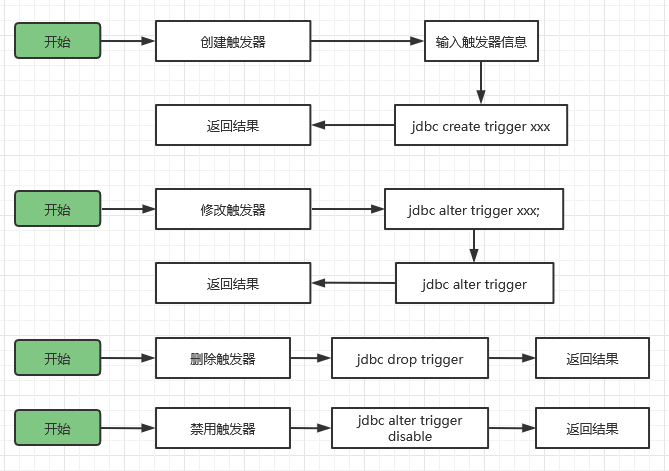 开始
创建触发器
输入触发器信息
返回结果
jdbc create trigger xxx
开始
修改触发器
jdbc alter trigger xxx;
返回结果
jdbc alter trigger
开始
删除触发器
jdbc drop trigger
返回结果
开始
禁用触发器
jdbc alter trigger
disable
返回结果